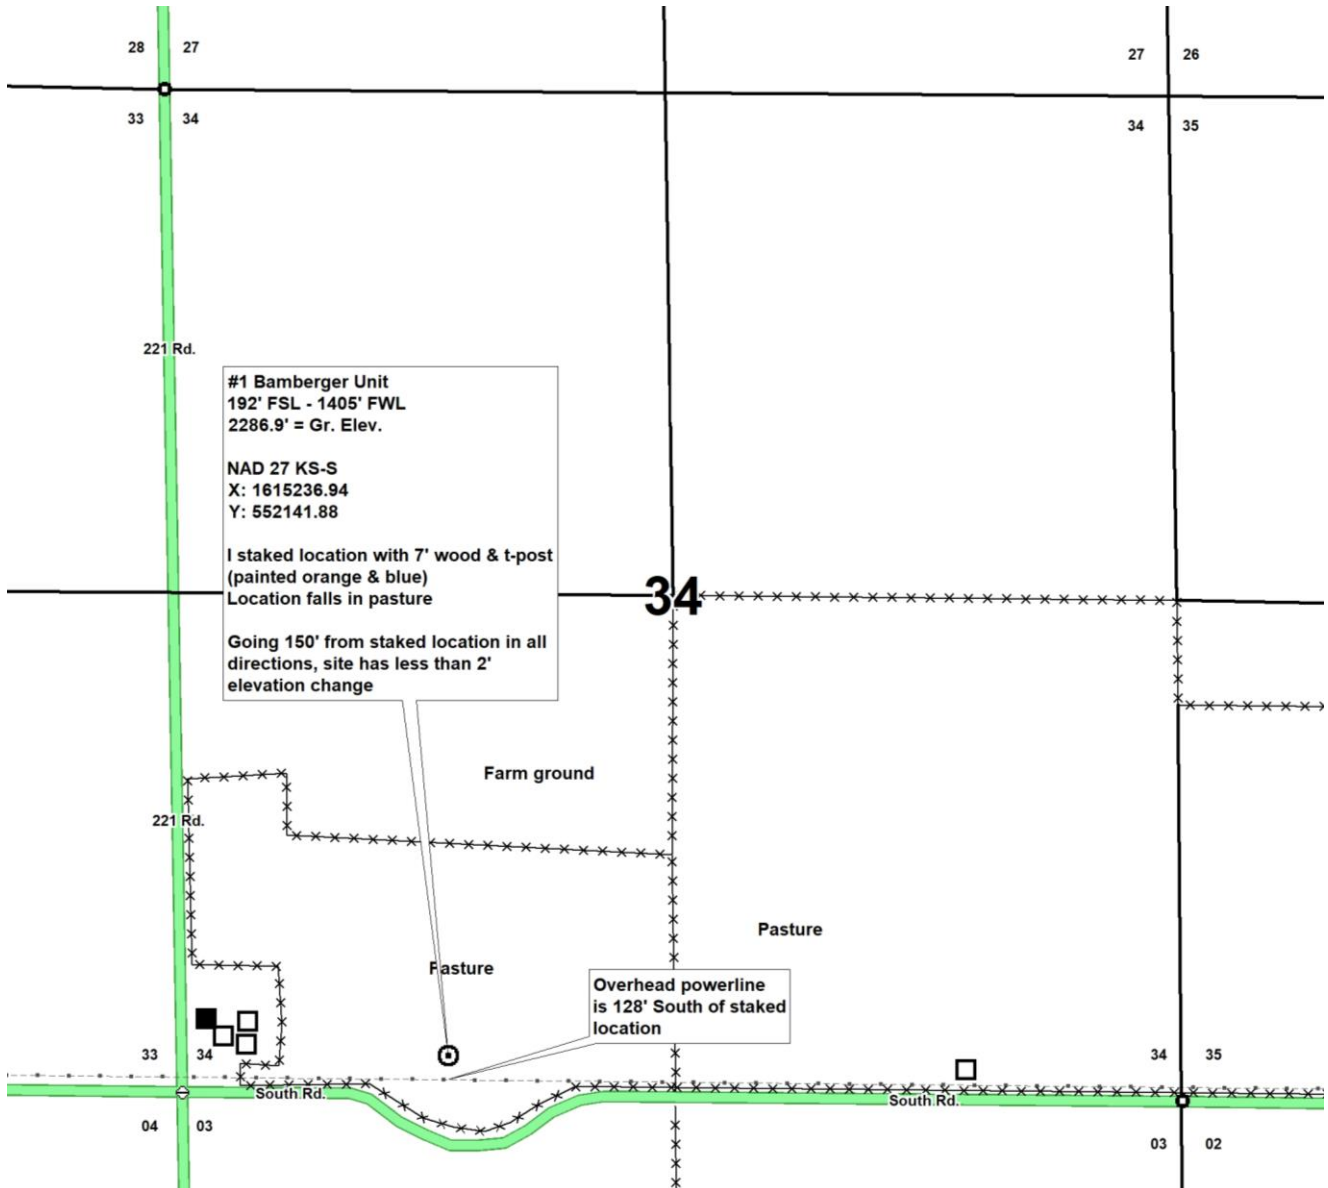 28 27
27 26
33 34
34 35
221 Rd.
#1 Bamberger Unit
192' FSL - 1405' FWL
2286.9' = Gr. Elev.
NAD 27 KS-S
X: 1615236.94
Y: 552141.88
I staked location with 7' wood & t-post
(painted orange & blue)
Location falls in pasture
Going 150' from staked location in all
directions, site has less than 2'
elevation change
34
Farm ground
221 Rd.
Pasture
Pasture
Overhead powerline
is 128' South of staked
location
33 34
34 35
South Rd.
South Rd.
04 03
03 02